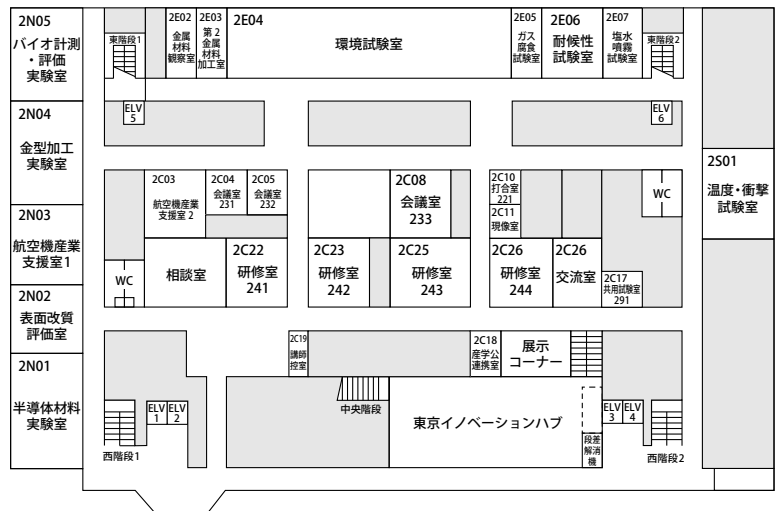 2N05
バイオ計測
・評価
実験室
2N04
金型加工
実験室
2N03
航空機産業
支援室1
2N02
表面改質
評価室
2N01
半導体材料
実験室
東階段1
2E02
金属
材料
観察室
2E03
第2
金属
材料
加工室
2E04
環境試験室
2E05
ガス
腐食
試験室
2E06
耐候性
試験室
2E07
塩水
噴霧
試験室
東階段2
ELV
5
ELV
6
2C03
航空機産業
支援室2
2C04
会議室
231
2C05
会議室
232
2C08
会議室
233
2C10
打合室
221
2C11
現像室
WC
2S01
温度・衝撃
試験室
WC
相談室
2C22
研修室
241
2C23
研修室
242
2C25
研修室
243
2C26
研修室
244
2C26
交流室
2C17
共用試験室
291
2C19
講師
控室
2C18
産学公
連携室
展示
コーナー
西階段1
ELV
1
ELV
2
中央階段
東京イノベーションハブ
段差
解消
機
ELV
3
ELV
4
西階段2